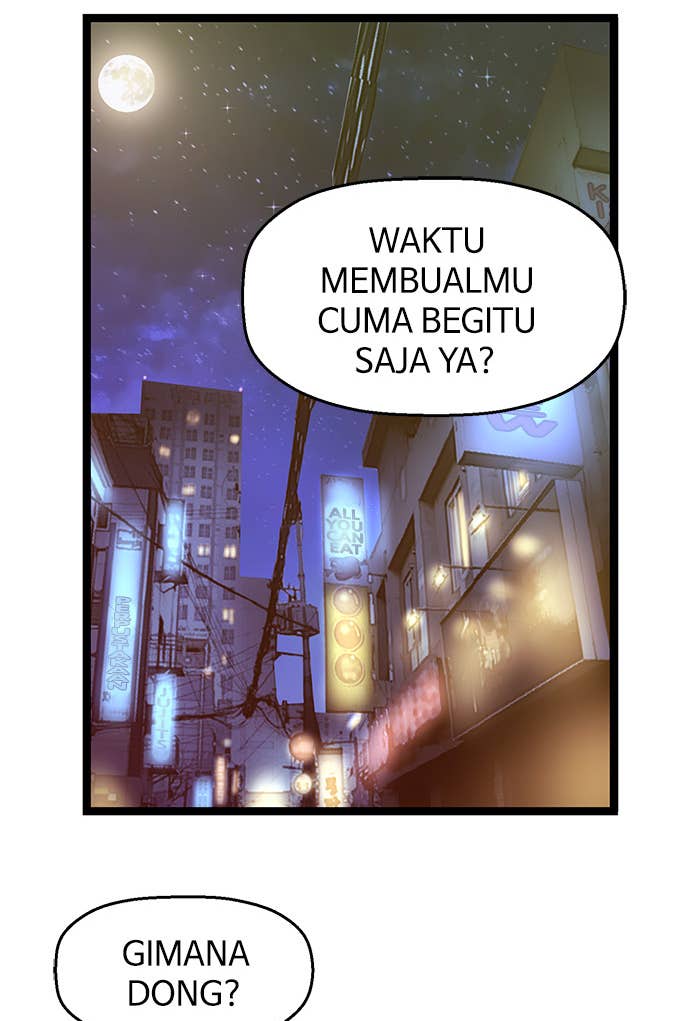 WAKTU
MEMBUALMU
CUMA BEGITU
SAJA YA?
ALL
YOU
CAN
EAT
GIMANA
DONG?